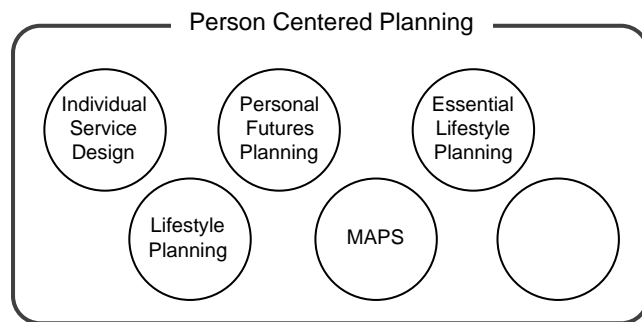 Person Centered Planning
Individual
Service
Design
Personal
Futures
Planning
Essential
Lifestyle
Planning
Lifestyle
Planning
MAPS